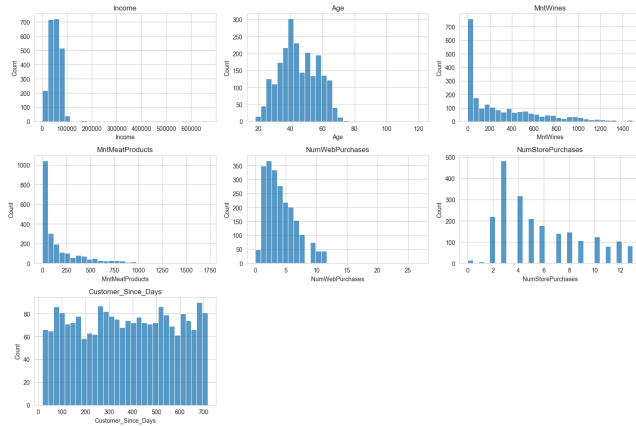 Income Age MntWines
Count 0 100 200 300 400 500 600 700
0 100000 200000 300000 400000 500000 600000
Income
Count 0 50 100 150 200 250 300
20 40 60 80 100 120
Age
Count 0 100 200 300 400 500 600 700
0 200 400 600 800 1000 1200 1400
MntWines
MntMeatProducts NumWebPurchases NumStorePurchases
Count 0 200 400 600 800 1000
0 250 500 750 1000 1250 1500 1750
MntMeatProducts
Count 0 50 100 150 200 250 300 350
0 5 10 15 20 25
NumWebPurchases
Count 0 100 200 300 400 500
0 2 4 6 8 10 12
NumStorePurchases
Customer_Since_Days
Count 0 20 40 60 80
0 100 200 300 400 500 600 700
Customer_Since_Days